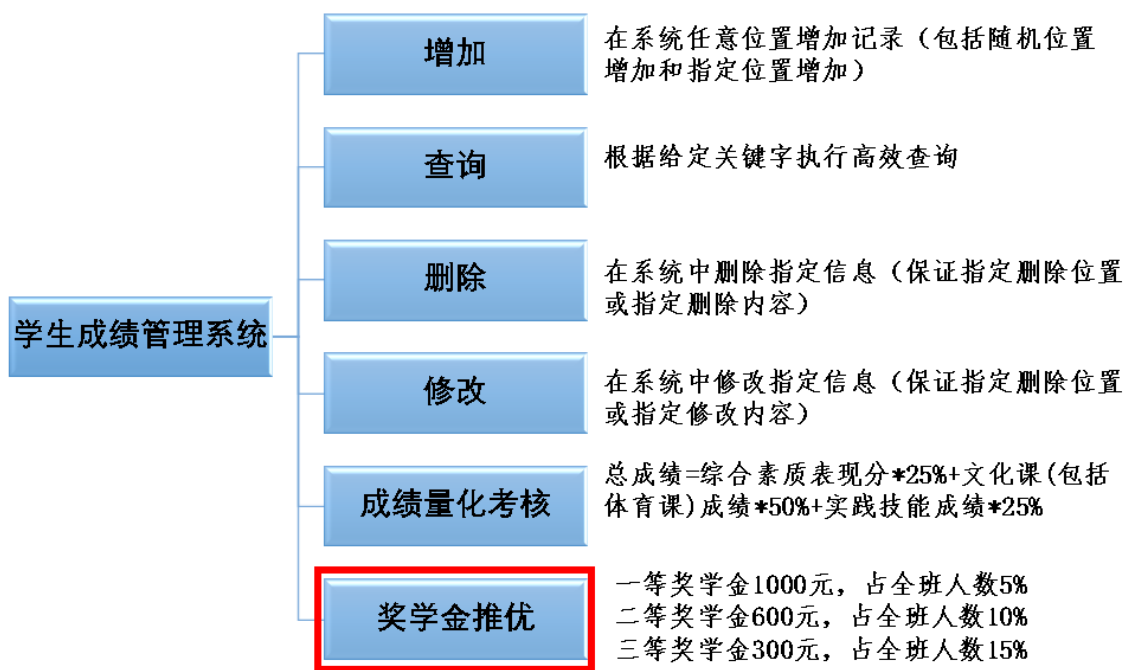 增加
在系统任意位置增加记录（包括随机位置
增加和指定位置增加）
查询
根据给定关键字执行高效查询
删除
在系统中删除指定信息（保证指定删除位置
或指定删除内容）
学生成绩管理系统
修改
在系统中修改指定信息（保证指定删除位置
或指定修改内容）
成绩量化考核
总成绩=综合素质表现分*25%+文化课(包括
体育课)成绩*50%+实践技能成绩*25%
奖学金推优
一等奖学金1000元，占全班人数5%
二等奖学金600元，占全班人数10%
三等奖学金300元，占全班人数15%